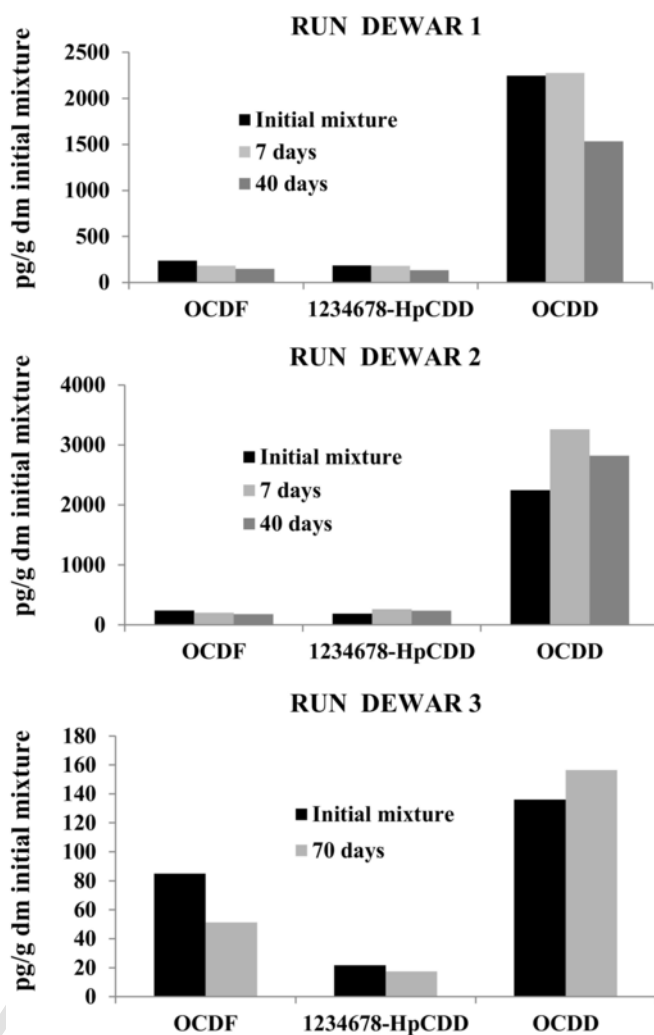 RUN DEWAR 1
pg/g dm initial mixture
2500
2000
1500
1000
500
0
Initial mixture
7 days
40 days
OCDF 1234678-HpCDD OCDD
RUN DEWAR 2
pg/g dm initial mixture
4000
3000
2000
1000
0
Initial mixture
7 days
40 days
OCDF 1234678-HpCDD OCDD
RUN DEWAR 3
pg/g dm initial mixture
180
160
140
120
100
80
60
40
20
0
Initial mixture
70 days
OCDF 1234678-HpCDD OCDD